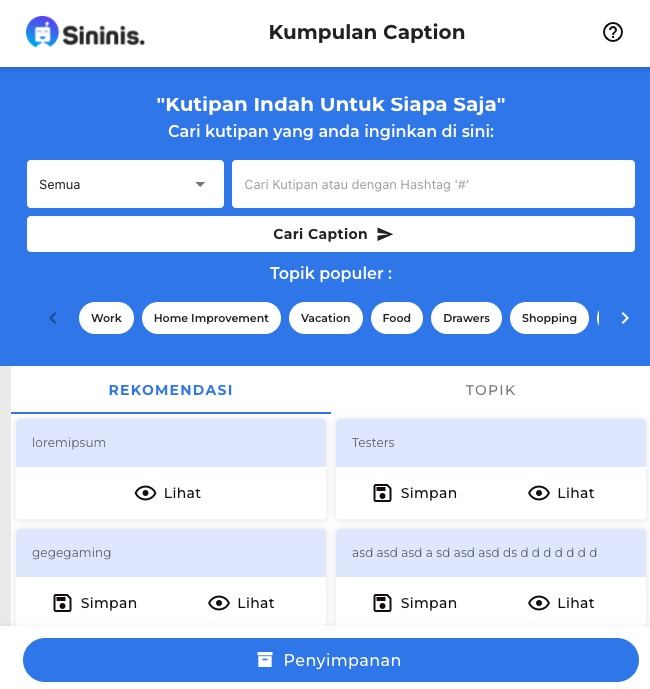 Sininis.
Kumpulan Caption
"Kutipan Indah Untuk Siapa Saja"
Cari kutipan yang anda inginkan di sini:
Semua
Cari Kutipan atau dengan Hashtag '#'
Cari Caption
Topik populer :
Work
Home Improvement
Vacation
Food
Drawers
Shopping
REKOMENDASI
TOPIK
loremipsum
Testers
Lihat
Simpan
Lihat
gegegaming
asd asd asd a sd asd asd ds d d d d d d d
Simpan
Lihat
Simpan
Lihat
Penyimpanan